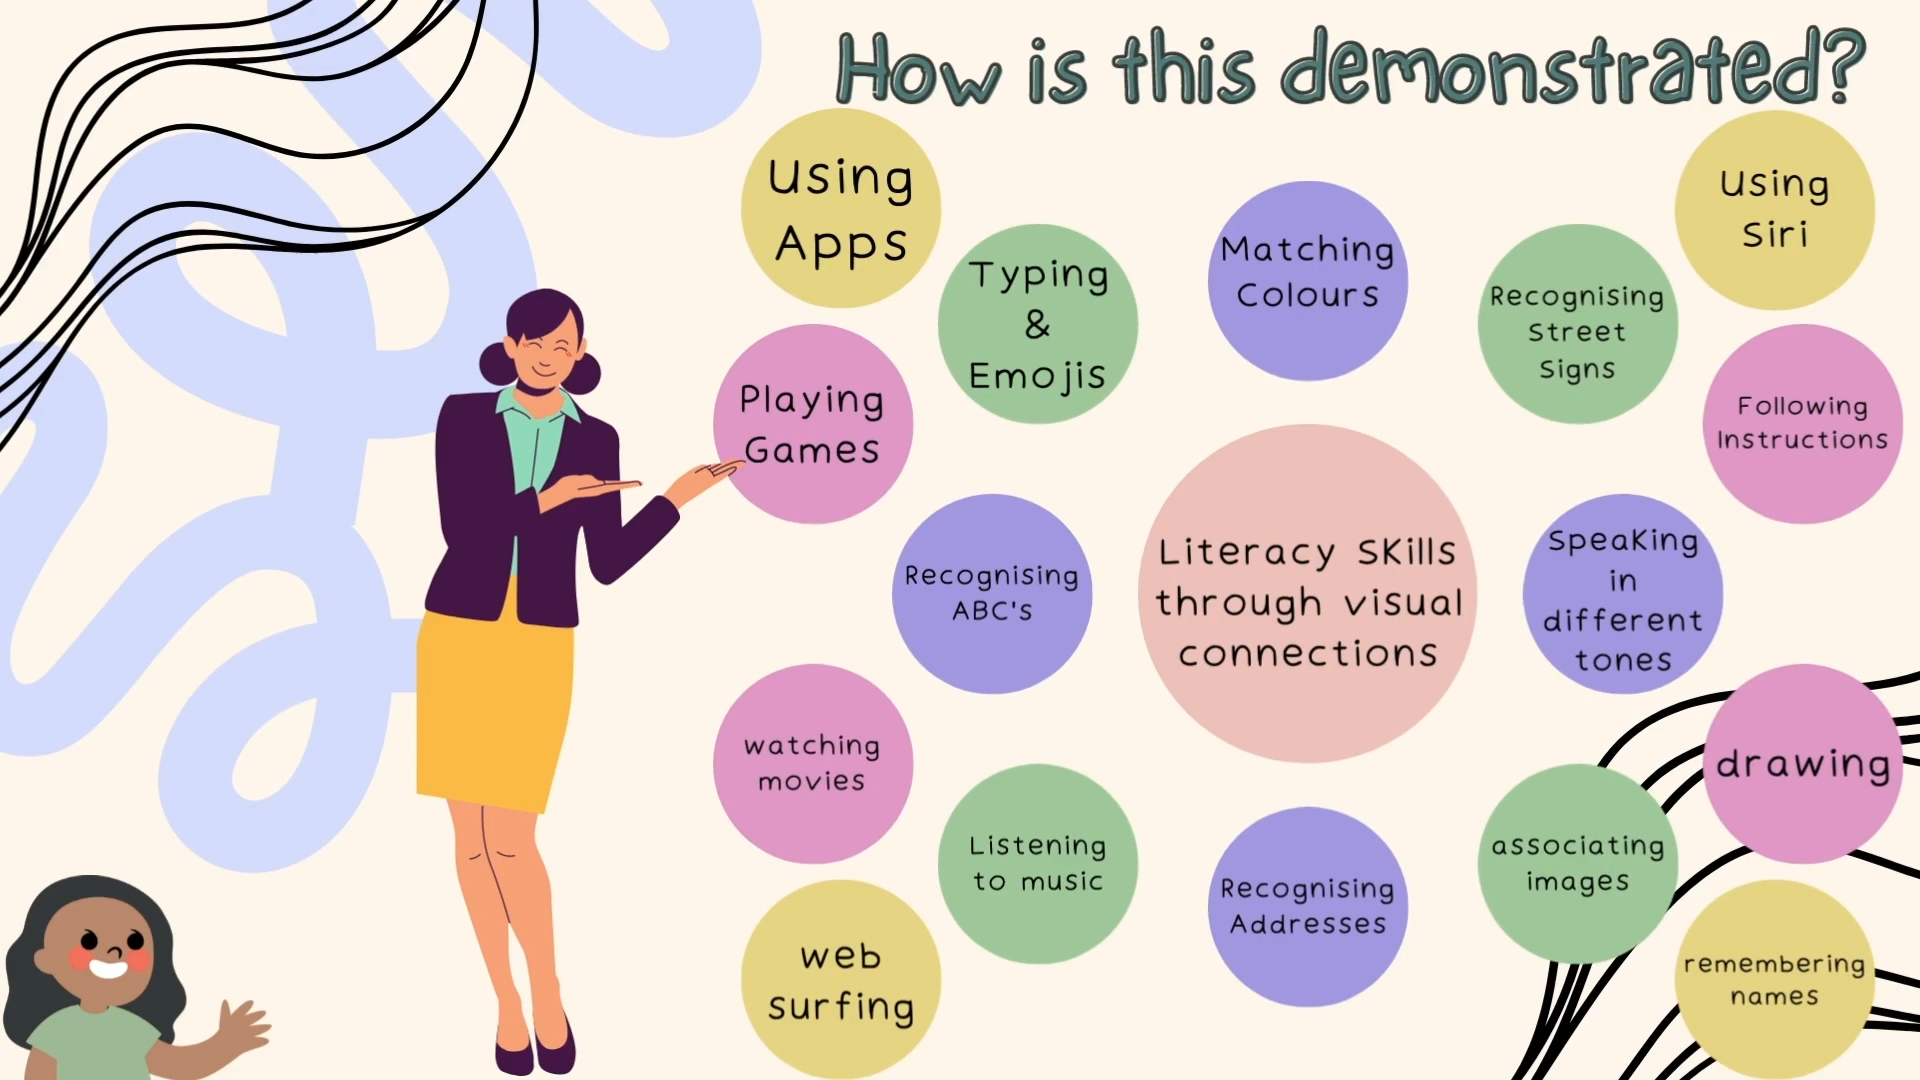 How is this demonstrated?
Using
Apps
Typing
&
Emojis
Matching
Colours
Recognising
Street
Signs
Using
Siri
Playing
Games
Following
Instructions
Recognising
ABC's
Literacy Skills
through visual
connections
Speaking
in
different
tones
watching
movies
Listening
to music
Recognising
Addresses
associating
images
drawing
web
surfing
remembering
names